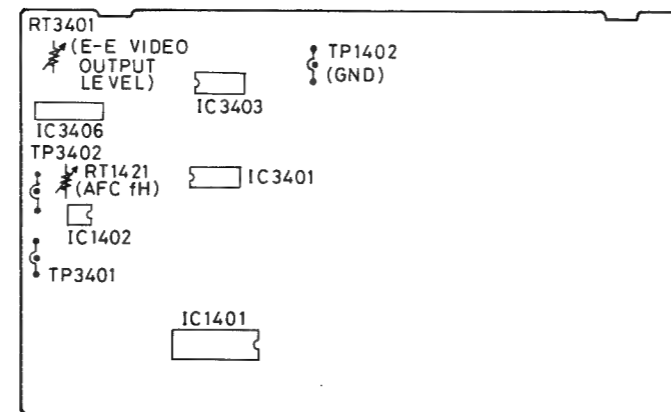 RT3401
(E-E VIDEO
OUTPUT
LEVEL)
TP1402
(GND)
IC3403
IC3406
TP3402
RT1421
(AFC fH)
IC3401
IC1402
TP3401
IC1401